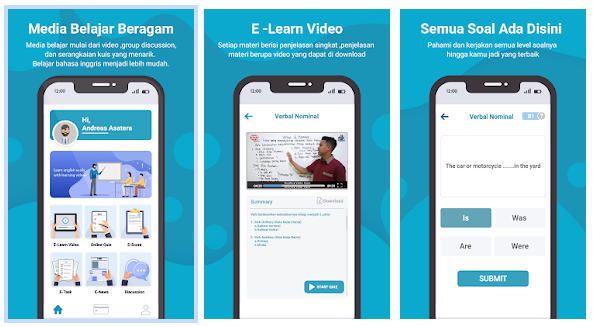 Media Belajar Beragam
Media belajar mulai dari video ,group discussion,
dan serangkaian kuis yang menarik.
Belajar bahasa inggris menjadi lebih mudah.
12:00
Hi,
Andreas Asatera
Learn english easily
with learning video
E-Learn Video
Online Quiz
E-Score
E-Task
E-News
Discussion
E -Learn Video
Setiap materi berisi penjelasan singkat ,penjelasan
materi berupa video yang dapat di download
12:00
Verbal Nominal
Summary
Download
START QUIZ
Semua Soal Ada Disini
Pahami dan kerjakan semua level soalnya
hingga kamu jadi yang terbaik
12:00
Verbal Nominal
The car or motorcycle ........in the yard
Is
Was
Are
Were
SUBMIT